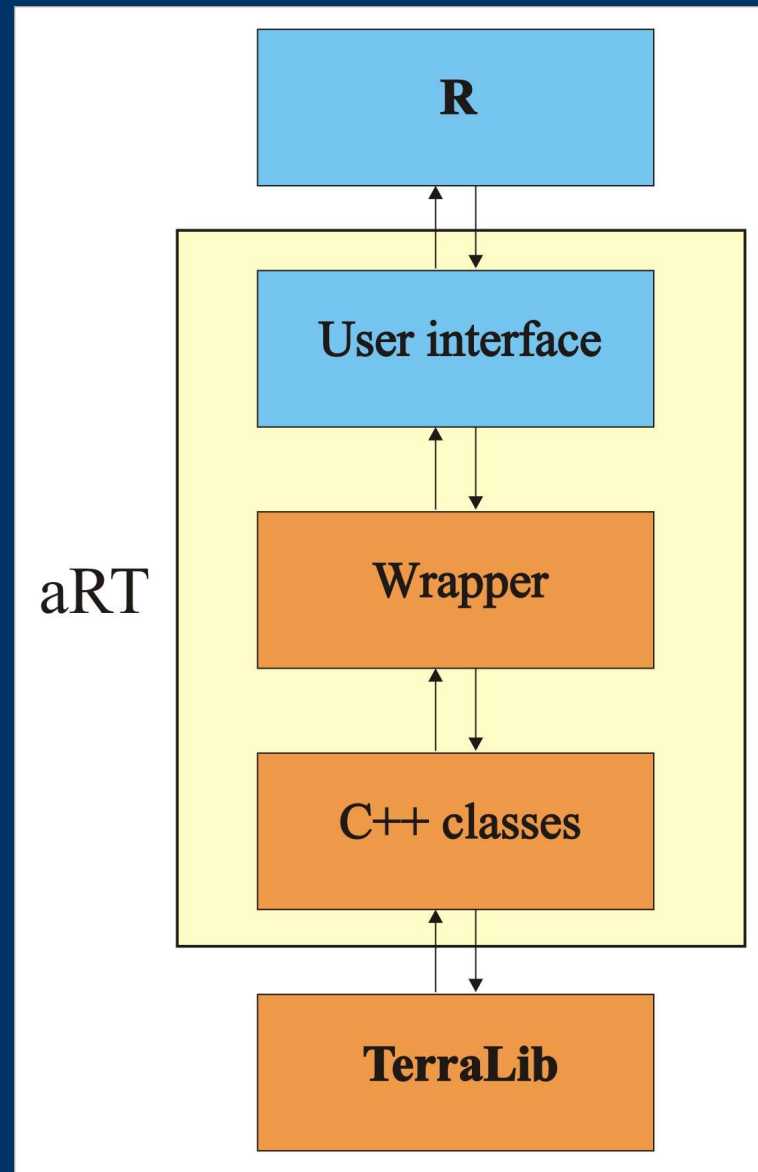 R
User interface
Wrapper
aRT
C++ classes
TerraLib